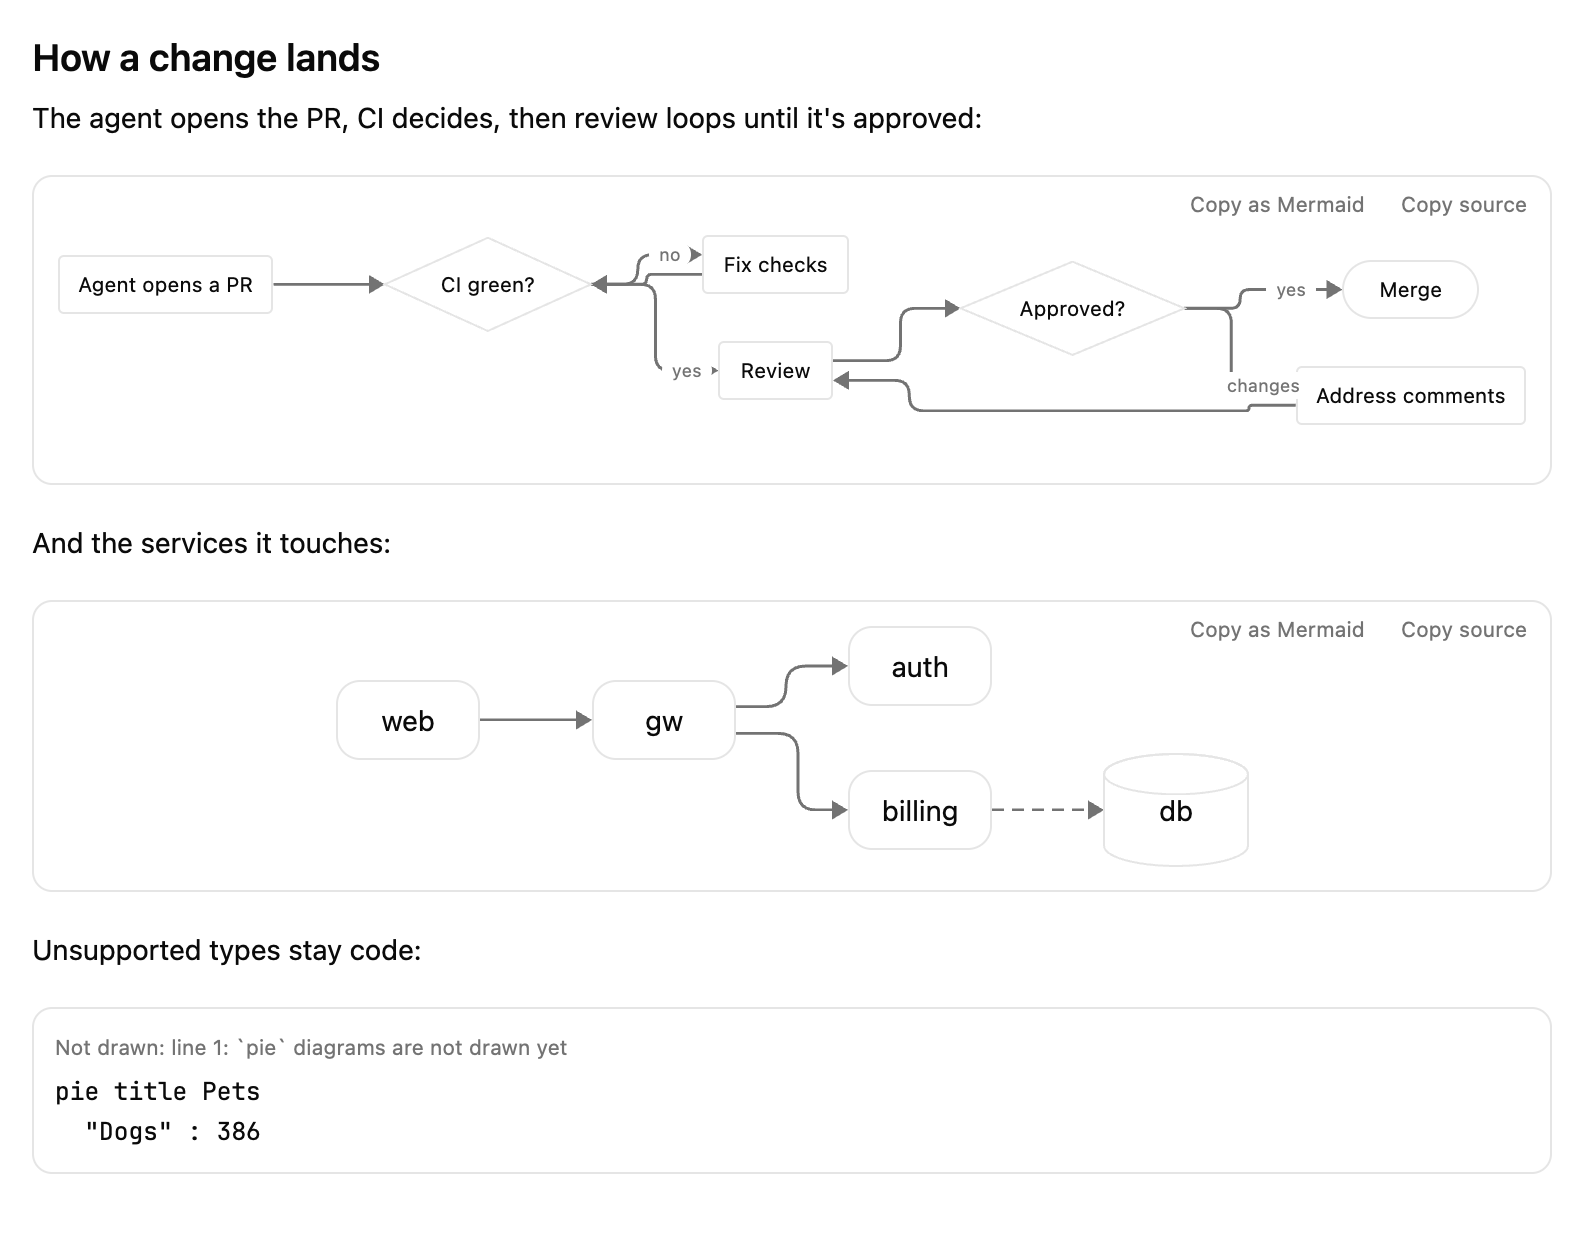 How a change lands
The agent opens the PR, CI decides, then review loops until it's approved:
Copy as Mermaid
Copy source
Agent opens a PR
CI green?
no
Fix checks
yes
Review
Approved?
yes
Merge
changes
Address comments
And the services it touches:
Copy as Mermaid
Copy source
web
gw
auth
billing
db
Unsupported types stay code:
Not drawn: line 1: `pie` diagrams are not drawn yet
pie title Pets
  "Dogs" : 386